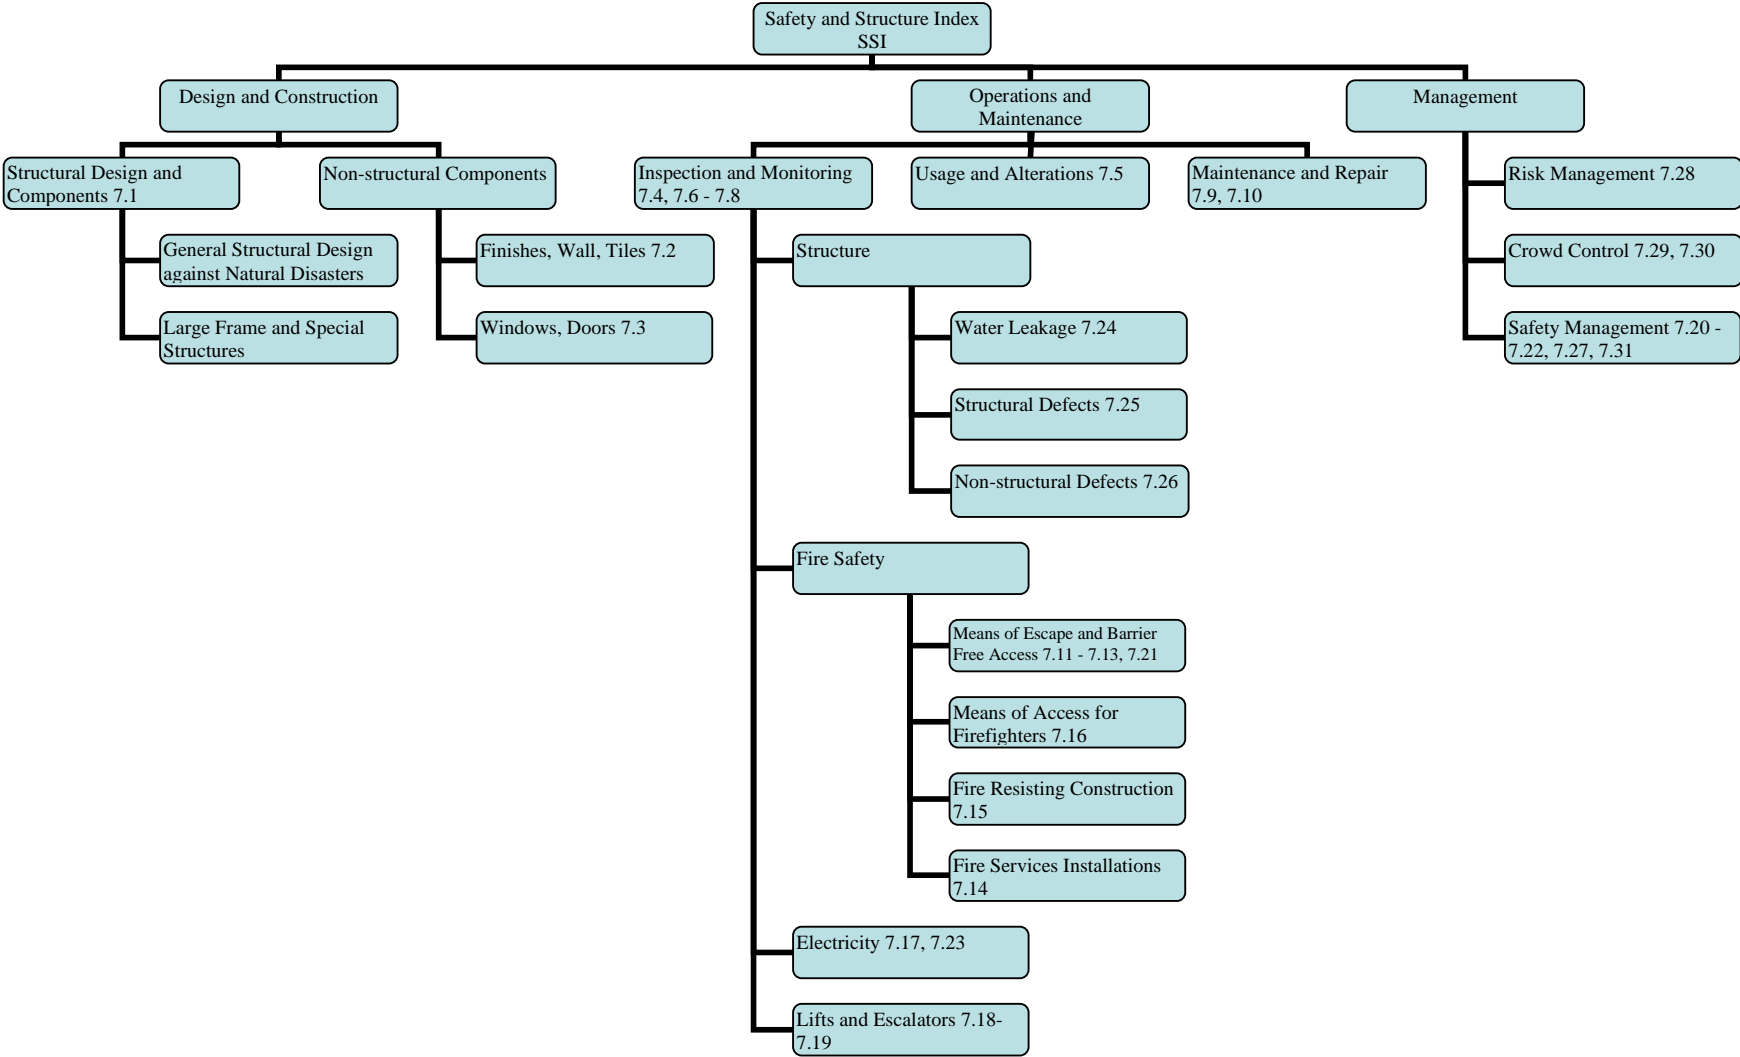 Safety and Structure Index
SSI
Design and Construction
Operations and
Maintenance
Management
Structural Design and
Components 7.1
Non-structural Components
Inspection and Monitoring
7.4, 7.6 - 7.8
Usage and Alterations 7.5
Maintenance and Repair
7.9, 7.10
Risk Management 7.28
General Structural Design
against Natural Disasters
Finishes, Wall, Tiles 7.2
Structure
Crowd Control 7.29, 7.30
Large Frame and Special
Structures
Windows, Doors 7.3
Water Leakage 7.24
Safety Management 7.20 -
7.22, 7.27, 7.31
Structural Defects 7.25
Non-structural Defects 7.26
Fire Safety
Means of Escape and Barrier
Free Access 7.11 - 7.13, 7.21
Means of Access for
Firefighters 7.16
Fire Resisting Construction
7.15
Fire Services Installations
7.14
Electricity 7.17, 7.23
Lifts and Escalators 7.18-
7.19